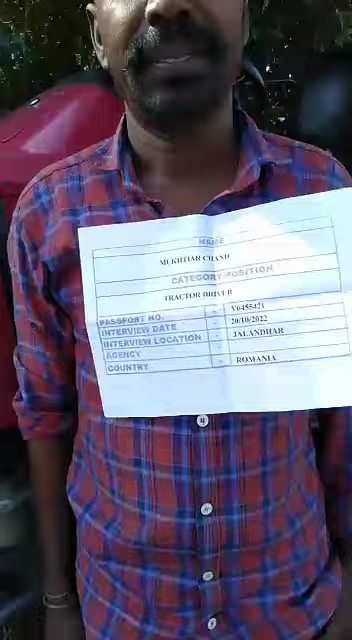 NAME
MUKHTIAR CHAND
CATEGORY/POSITION
TRACTOR DRIVER
PASSPORT NO. - V6455421
INTERVIEW DATE - 20/10/2022
INTERVIEW LOCATION - JALANDHAR
AGENCY -
COUNTRY - ROMANIA